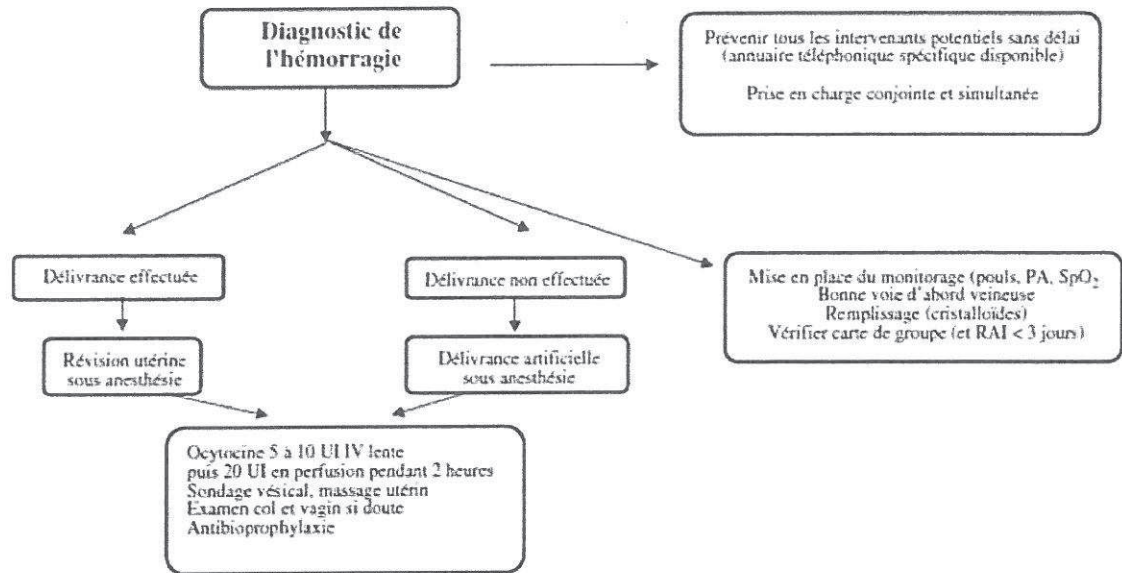 Diagnostic de
l'hémorragie
Prévenir tous les intervenants potentiels sans délai
(annuaire téléphonique spécifique disponible)
Prise en charge conjointe et simultanée
Délivrance effectuée
Délivrance non effectuée
Mise en place du monitorage (pouls, PA, SpO₂
Bonne voie d'abord veineuse
Remplissage (cristalloïdes)
Vérifier carte de groupe (et RAI < 3 jours)
Révision utérine
sous anesthésie
Délivrance artificielle
sous anesthésie
Ocytocine 5 à 10 UI IV lente
puis 20 UI en perfusion pendant 2 heures
Sondage vésical, massage utérin
Examen col et vagin si doute
Antibioprophylaxie